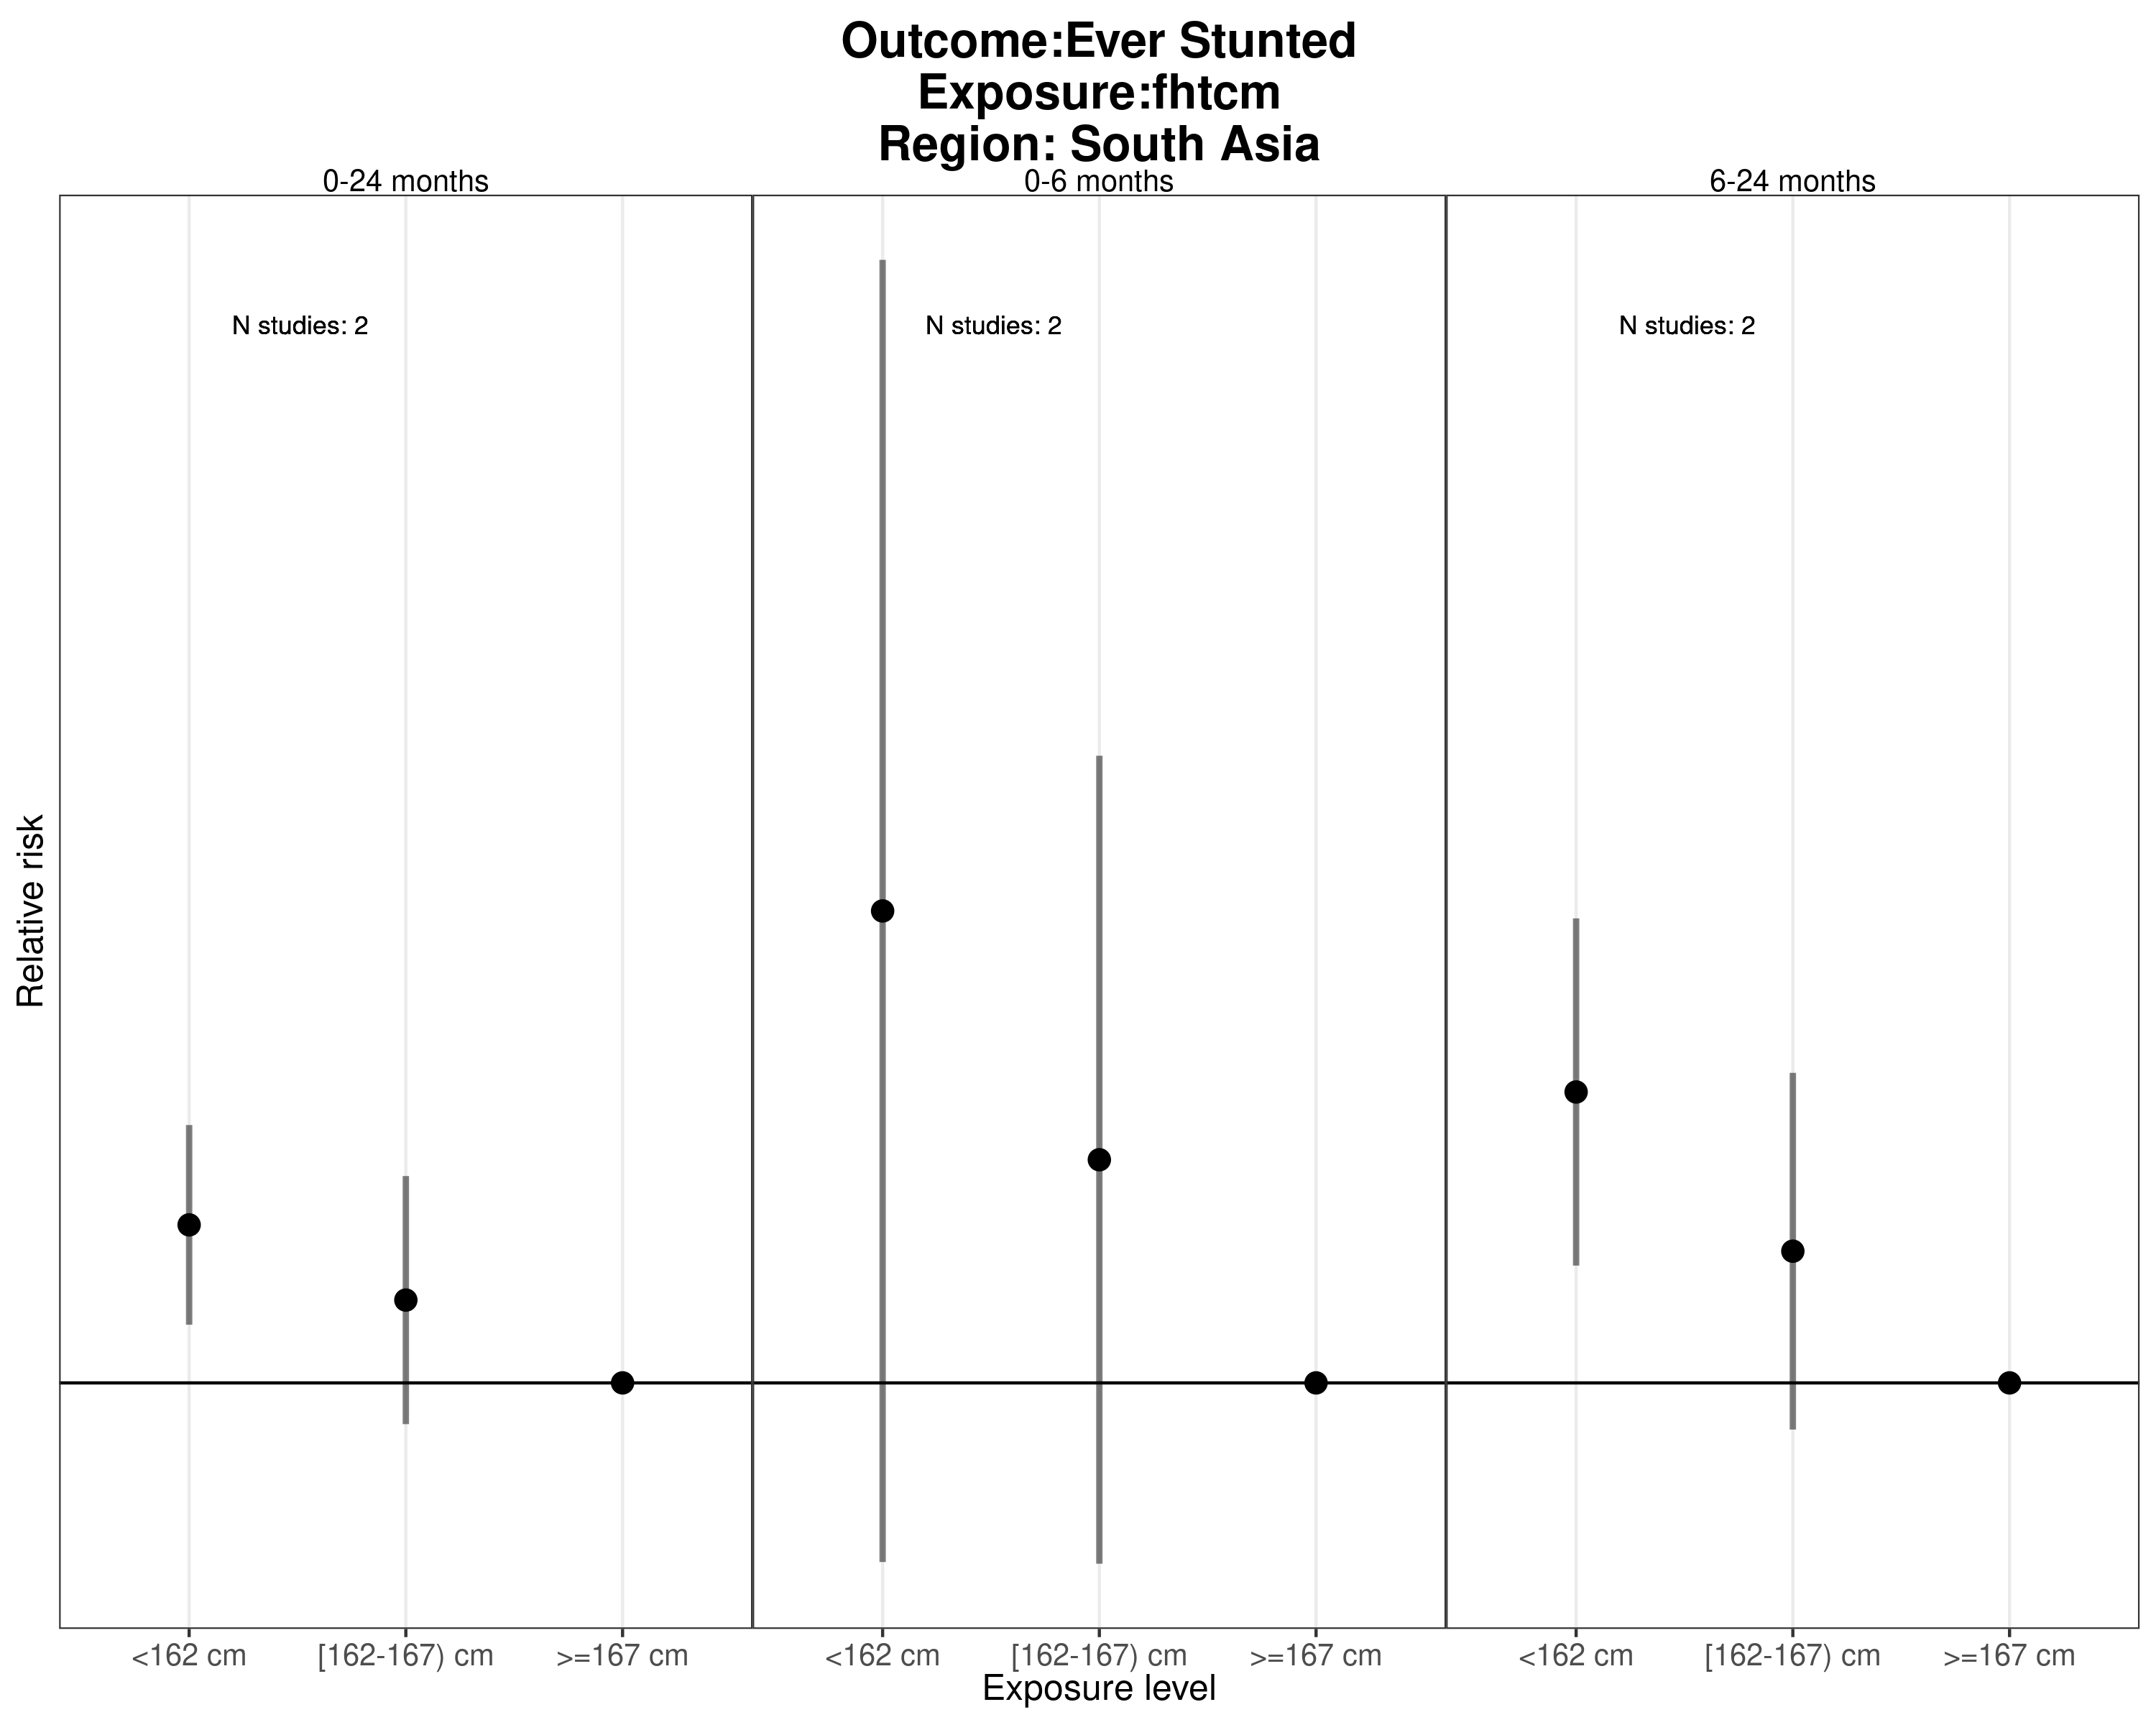 Outcome:Ever Stunted
Exposure:fhtcm
Region: South Asia
0-24 months 0-6 months 6-24 months
N studies: 2 N studies: 2 N studies: 2
Relative risk
<162 cm [162-167) cm >=167 cm <162 cm [162-167) cm >=167 cm <162 cm [162-167) cm >=167 cm
Exposure level